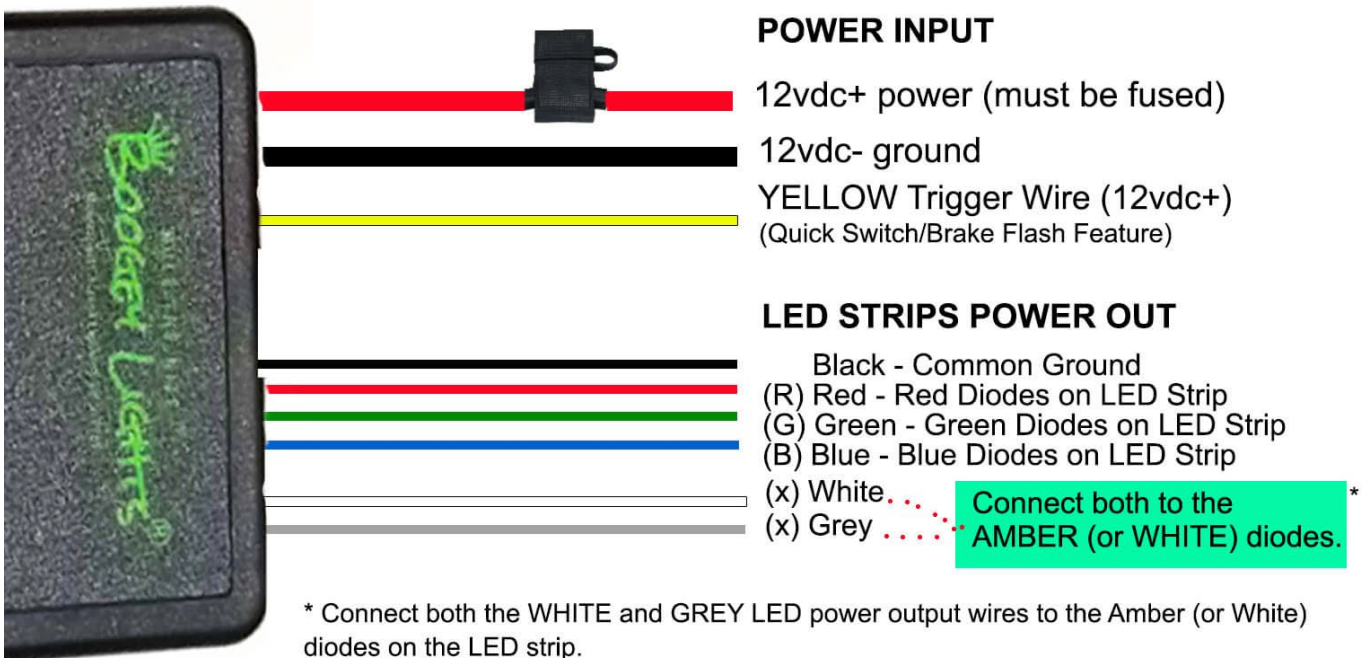 POWER INPUT
12vdc+ power (must be fused)
12vdc- ground
YELLOW Trigger Wire (12vdc+)
(Quick Switch/Brake Flash Feature)
LED STRIPS POWER OUT
Black - Common Ground
(R) Red - Red Diodes on LED Strip
(G) Green - Green Diodes on LED Strip
(B) Blue - Blue Diodes on LED Strip
(x) White
(x) Grey
Connect both to the *
AMBER (or WHITE) diodes.
* Connect both the WHITE and GREY LED power output wires to the Amber (or White)
diodes on the LED strip.
BOOGEY LIGHTS®